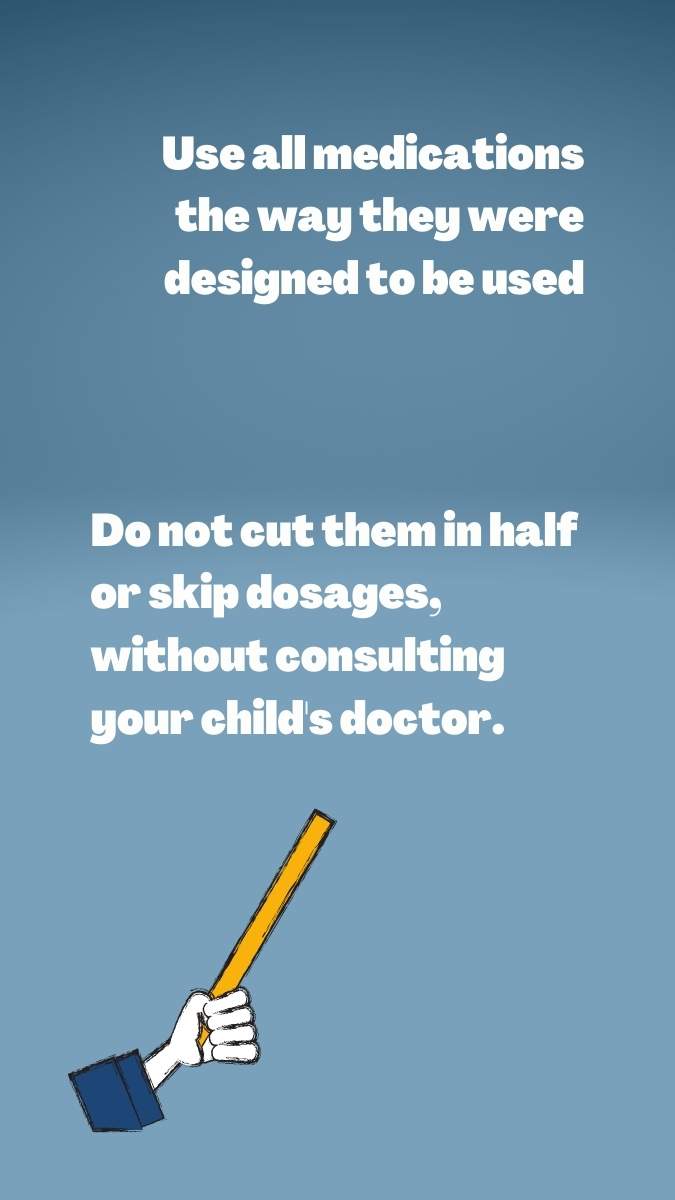 Use all medications
the way they were
designed to be used
Do not cut them in half
or skip dosages,
without consulting
your child's doctor.